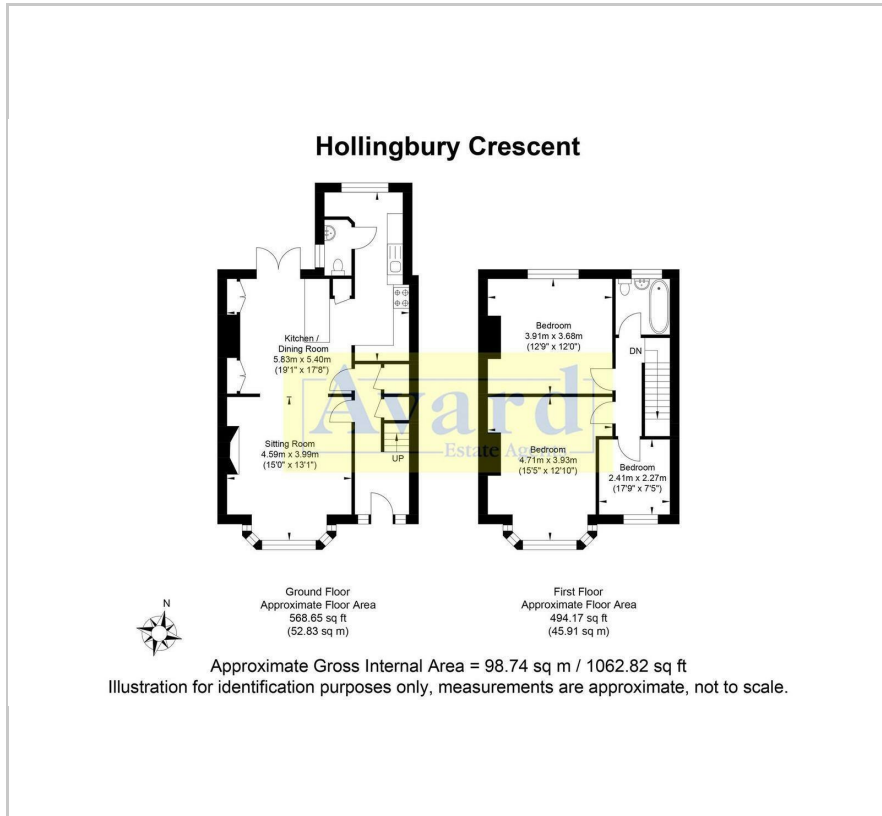 Hollingbury Crescent
Kitchen /
Dining Room
5.83m x 5.40m
(19'1" x 17'8")
Sitting Room
4.59m x 3.99m
(15'0" x 13'1")
UP
Bedroom
3.91m x 3.68m
(12'9" x 12'0")
DN
Bedroom
4.71m x 3.93m
(15'5" x 12'10")
Bedroom
2.41m x 2.27m
(17'9" x 7'5")
Avard
Estate Agents
Ground Floor
Approximate Floor Area
568.65 sq ft
(52.83 sq m)
First Floor
Approximate Floor Area
494.17 sq ft
(45.91 sq m)
N
Approximate Gross Internal Area = 98.74 sq m / 1062.82 sq ft
Illustration for identification purposes only, measurements are approximate, not to scale.